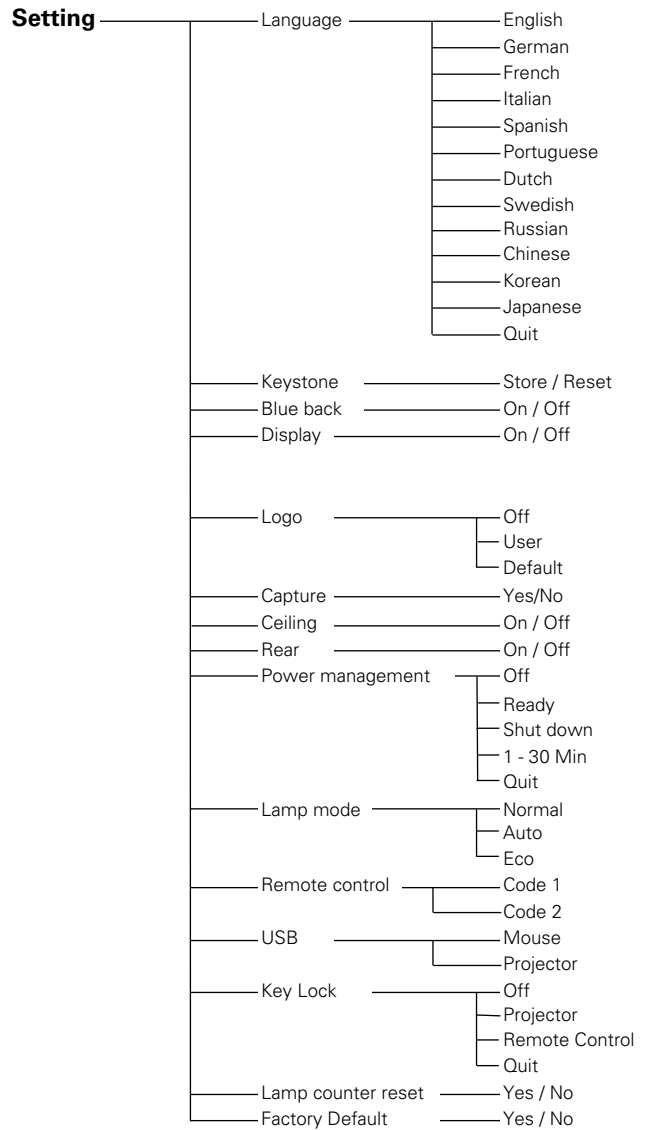 Setting Language English
German
French
Italian
Spanish
Portuguese
Dutch
Swedish
Russian
Chinese
Korean
Japanese
Quit
Keystone Store / Reset
Blue back On / Off
Display On / Off
Logo Off
User
Default
Capture Yes/No
Ceiling On / Off
Rear On / Off
Power management Off
Ready
Shut down
1 - 30 Min
Quit
Lamp mode Normal
Auto
Eco
Remote control Code 1
Code 2
USB Mouse
Projector
Key Lock Off
Projector
Remote Control
Quit
Lamp counter reset Yes / No
Factory Default Yes / No